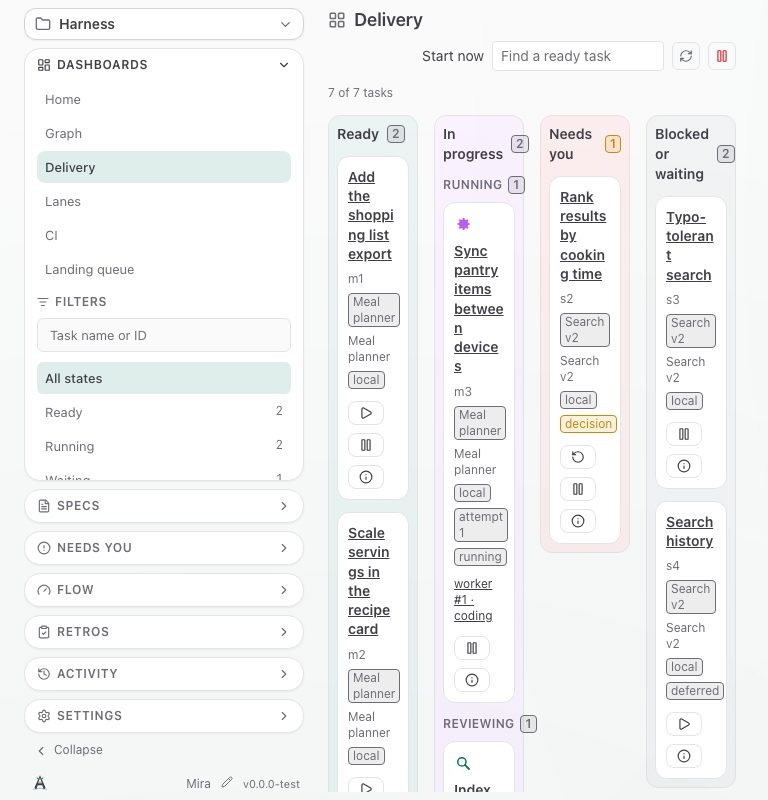 Harness
DASHBOARDS
Home
Graph
Delivery
Lanes
CI
Landing queue
FILTERS
Task name or ID
All states
Ready 2
Running 2
Waiting 1
SPECS
NEEDS YOU
FLOW
RETROS
ACTIVITY
SETTINGS
Collapse
Mira v0.0.0-test
Delivery
Start now Find a ready task
7 of 7 tasks
Ready 2
Add
the
shoppi
ng list
export
m1
Meal
planner
Meal
planner
local
Scale
servin
gs in
the
recipe
card
m2
Meal
planner
Meal
planner
local
In
progress 2
RUNNING 1
Sync
pantry
items
betwee
n
device
s
m3
Meal
planner
Meal
planner
local
attempt
1
running
worker
#1 ·
coding
REVIEWING 1
Index
Needs
you 1
Rank
results
by
cookin
g time
s2
Search
v2
Search
v2
local
decision
Blocked
or
waiting 2
Typo-
toleran
t
search
s3
Search
v2
Search
v2
local
Search
history
s4
Search
v2
Search
v2
local
deferred